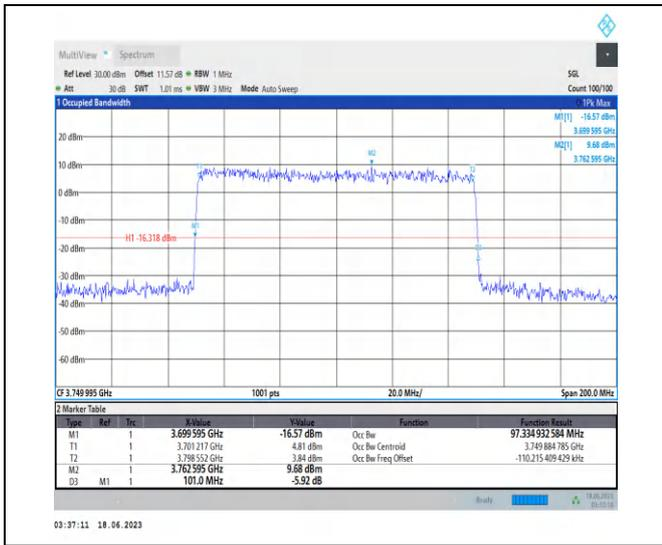 MultiView Spectrum
Ref Level 30.00 dBm Offset 11.57 dB RBW 1 MHz SGL
Att 30 dB SWT 1.01 ms VBW 3 MHz Mode Auto Sweep Count 100/100
1 Occupied Bandwidth 1Pk Max
M1[1] -16.57 dBm
3.699 595 GHz
M2[1] 9.68 dBm
3.762 595 GHz
20 dBm
M2
10 dBm
T1
T2
0 dBm
-10 dBm
M1
H1 -16.318 dBm
-20 dBm
D3
-30 dBm
-40 dBm
-50 dBm
-60 dBm
CF 3.749 995 GHz 1001 pts 20.0 MHz/ Span 200.0 MHz
2 Marker Table
Type Ref Trc X-Value Y-Value Function Function Result
M1 1 3.699 595 GHz -16.57 dBm Occ Bw 97.334 932 584 MHz
T1 1 3.701 217 GHz 4.81 dBm Occ Bw Centroid 3.749 884 785 GHz
T2 1 3.798 552 GHz 3.84 dBm Occ Bw Freq Offset -110.215 409 429 kHz
M2 1 3.762 595 GHz 9.68 dBm
D3 M1 1 101.0 MHz -5.92 dB
Ready 18.06.2023
03:37:11 18.06.2023